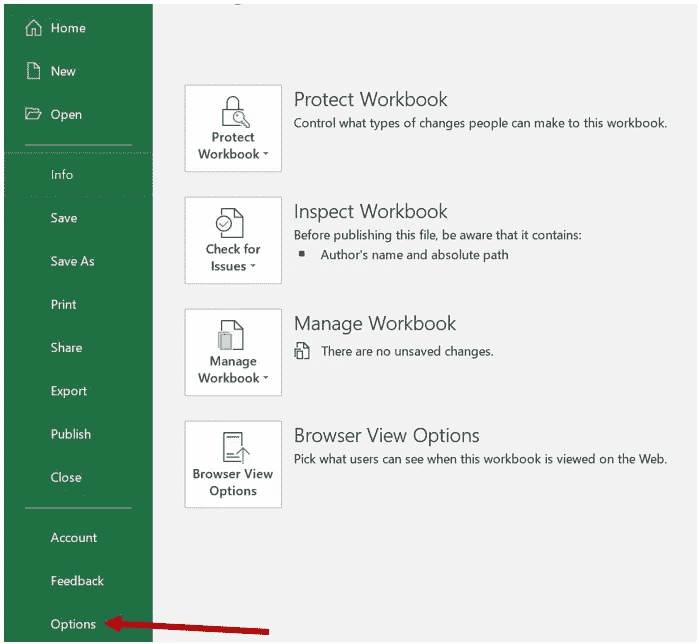 Home
New
Open
Info
Save
Save As
Print
Share
Export
Publish
Close
Account
Feedback
Options
Protect
Workbook
Protect Workbook
Control what types of changes people can make to this workbook.
Check for
Issues
Inspect Workbook
Before publishing this file, be aware that it contains:
Author's name and absolute path
Manage
Workbook
Manage Workbook
There are no unsaved changes.
Browser View
Options
Browser View Options
Pick what users can see when this workbook is viewed on the Web.